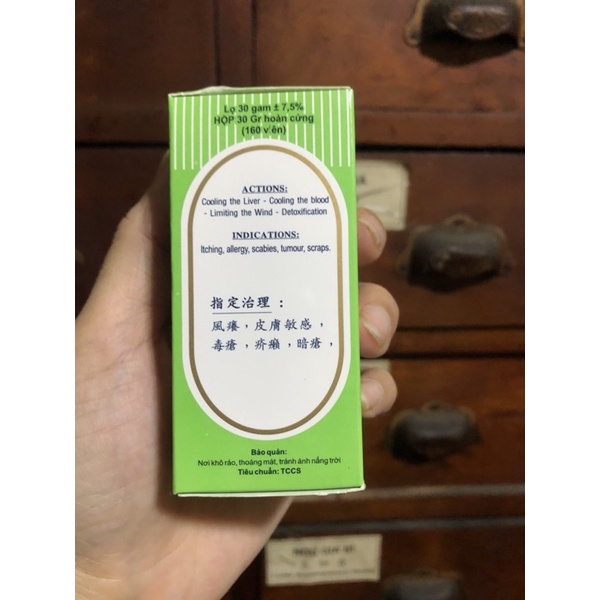 Lọ 30 gam ± 7,5%
HỘP 30 Gr hoàn cứng
(160 viên)
ACTIONS:
Cooling the Liver - Cooling the blood
- Limiting the Wind - Detoxification
INDICATIONS:
Itching, allergy, scabies, tumour, scraps.
指定治理：
風癢，皮膚敏感，
毒瘡，疥癩，暗瘡，
Bảo quản:
Nơi khô ráo, thoáng mát, tránh ánh nắng trời
Tiêu chuẩn: TCCS